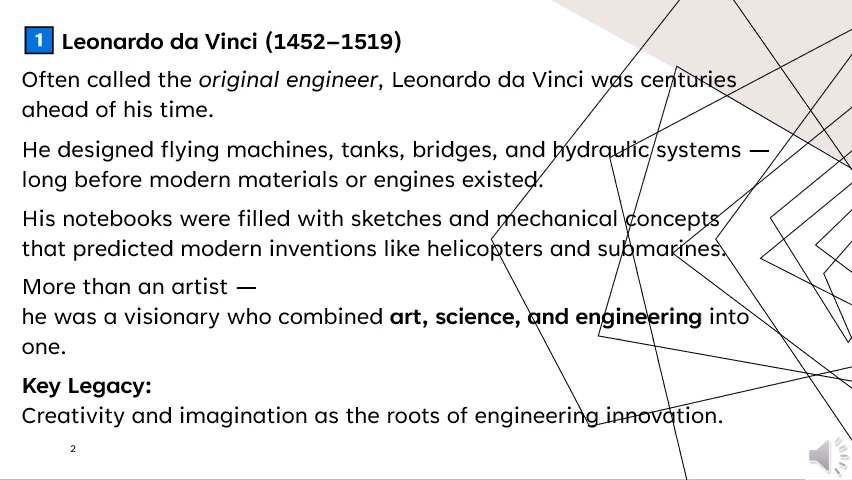 1 Leonardo da Vinci (1452–1519)
Often called the original engineer, Leonardo da Vinci was centuries
ahead of his time.
He designed flying machines, tanks, bridges, and hydraulic systems —
long before modern materials or engines existed.
His notebooks were filled with sketches and mechanical concepts
that predicted modern inventions like helicopters and submarines.
More than an artist —
he was a visionary who combined art, science, and engineering into
one.
Key Legacy:
Creativity and imagination as the roots of engineering innovation.
2